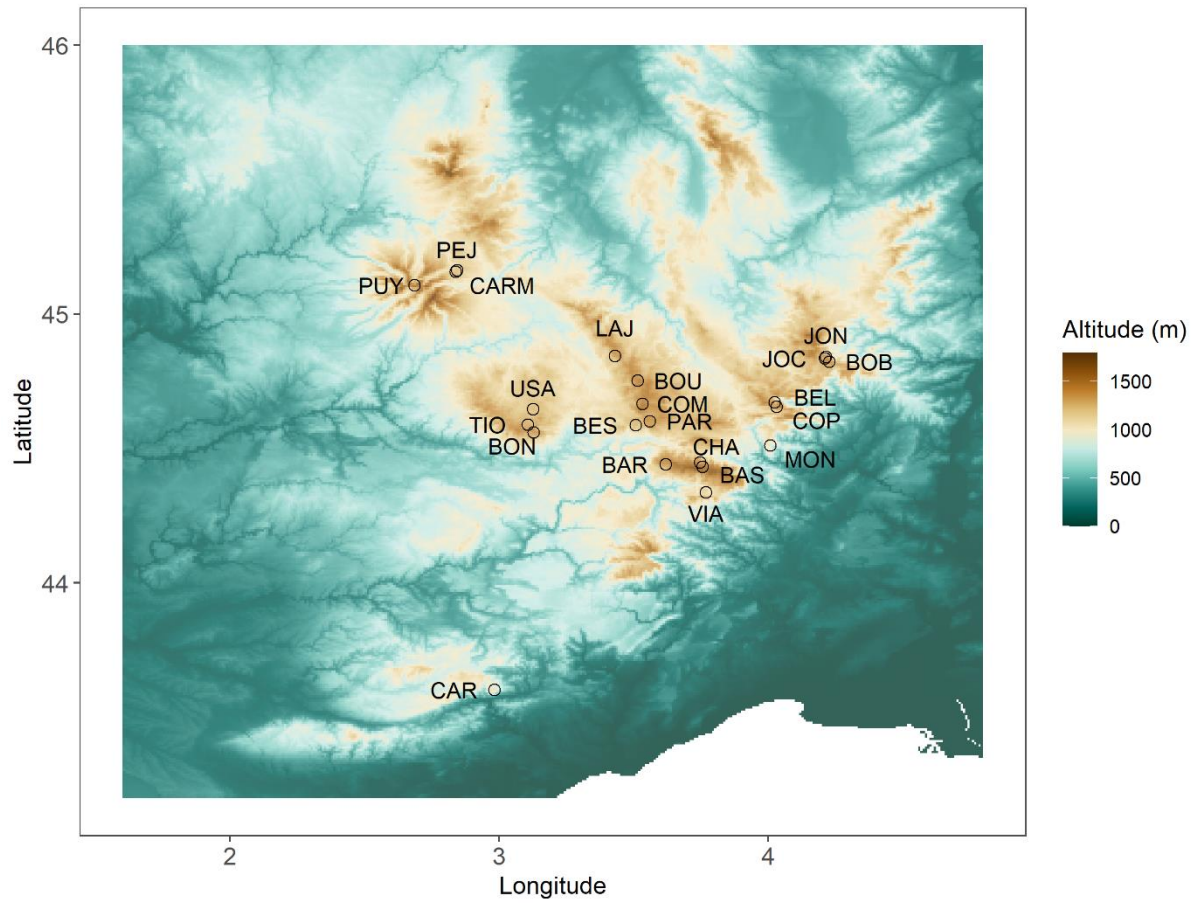 46
45
44
Latitude
PEJ
PUY
CARM
LAJ
JON
JOC
BOB
USA
BOU
BEL
COM
COP
TIO
BES
PAR
BON
CHA
MON
BAR
BAS
VIA
CAR
2
3
4
Longitude
Altitude (m)
1500
1000
500
0